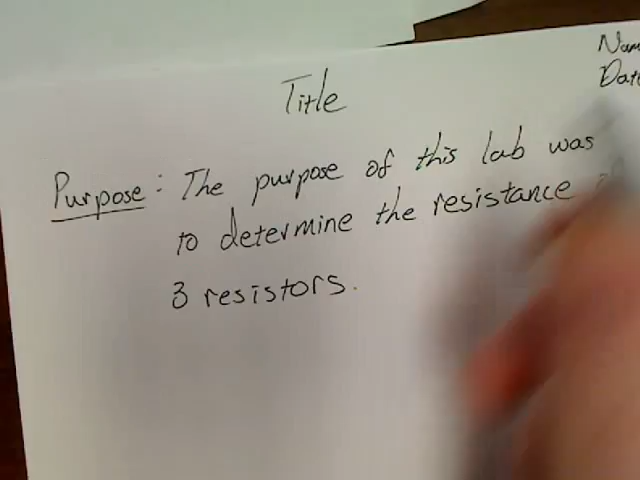 Title
Purpose: The purpose of this lab was
to determine the resistance
3 resistors.